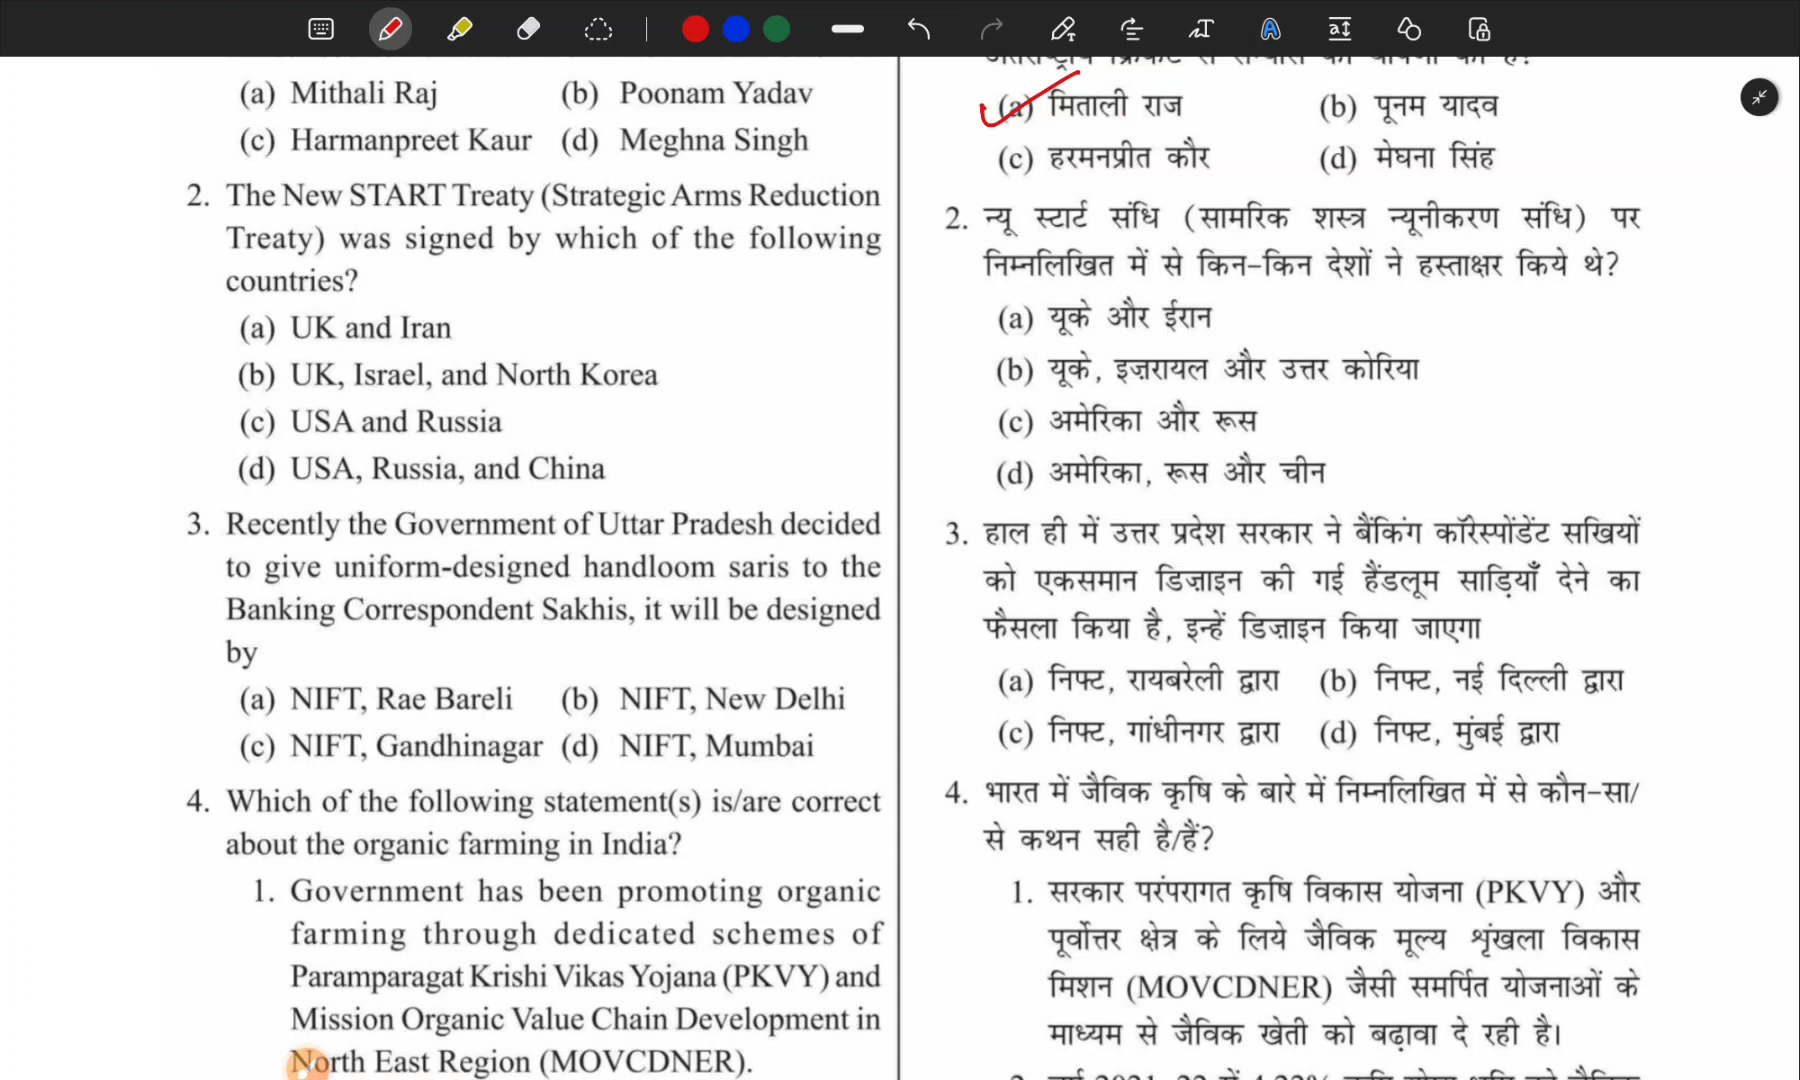 (a) Mithali Raj (b) Poonam Yadav
(c) Harmanpreet Kaur (d) Meghna Singh
2. The New START Treaty (Strategic Arms Reduction
Treaty) was signed by which of the following
countries?
(a) UK and Iran
(b) UK, Israel, and North Korea
(c) USA and Russia
(d) USA, Russia, and China
3. Recently the Government of Uttar Pradesh decided
to give uniform-designed handloom saris to the
Banking Correspondent Sakhis, it will be designed
by
(a) NIFT, Rae Bareli (b) NIFT, New Delhi
(c) NIFT, Gandhinagar (d) NIFT, Mumbai
4. Which of the following statement(s) is/are correct
about the organic farming in India?
1. Government has been promoting organic
farming through dedicated schemes of
Paramparagat Krishi Vikas Yojana (PKVY) and
Mission Organic Value Chain Development in
North East Region (MOVCDNER).
(a) मिताली राज (b) पूनम यादव
(c) हरमनप्रीत कौर (d) मेघना सिंह
2. न्यू स्टार्ट संधि (सामरिक शस्त्र न्यूनीकरण संधि) पर
निम्नलिखित में से किन-किन देशों ने हस्ताक्षर किये थे?
(a) यूके और ईरान
(b) यूके, इज़रायल और उत्तर कोरिया
(c) अमेरिका और रूस
(d) अमेरिका, रूस और चीन
3. हाल ही में उत्तर प्रदेश सरकार ने बैंकिंग कॉरेस्पोंडेंट सखियों
को एकसमान डिज़ाइन की गई हैंडलूम साड़ियाँ देने का
फैसला किया है, इन्हें डिज़ाइन किया जाएगा
(a) निफ्ट, रायबरेली द्वारा (b) निफ्ट, नई दिल्ली द्वारा
(c) निफ्ट, गांधीनगर द्वारा (d) निफ्ट, मुंबई द्वारा
4. भारत में जैविक कृषि के बारे में निम्नलिखित में से कौन-सा/
से कथन सही है/हैं?
1. सरकार परंपरागत कृषि विकास योजना (PKVY) और
पूर्वोत्तर क्षेत्र के लिये जैविक मूल्य शृंखला विकास
मिशन (MOVCDNER) जैसी समर्पित योजनाओं के
माध्यम से जैविक खेती को बढ़ावा दे रही है।